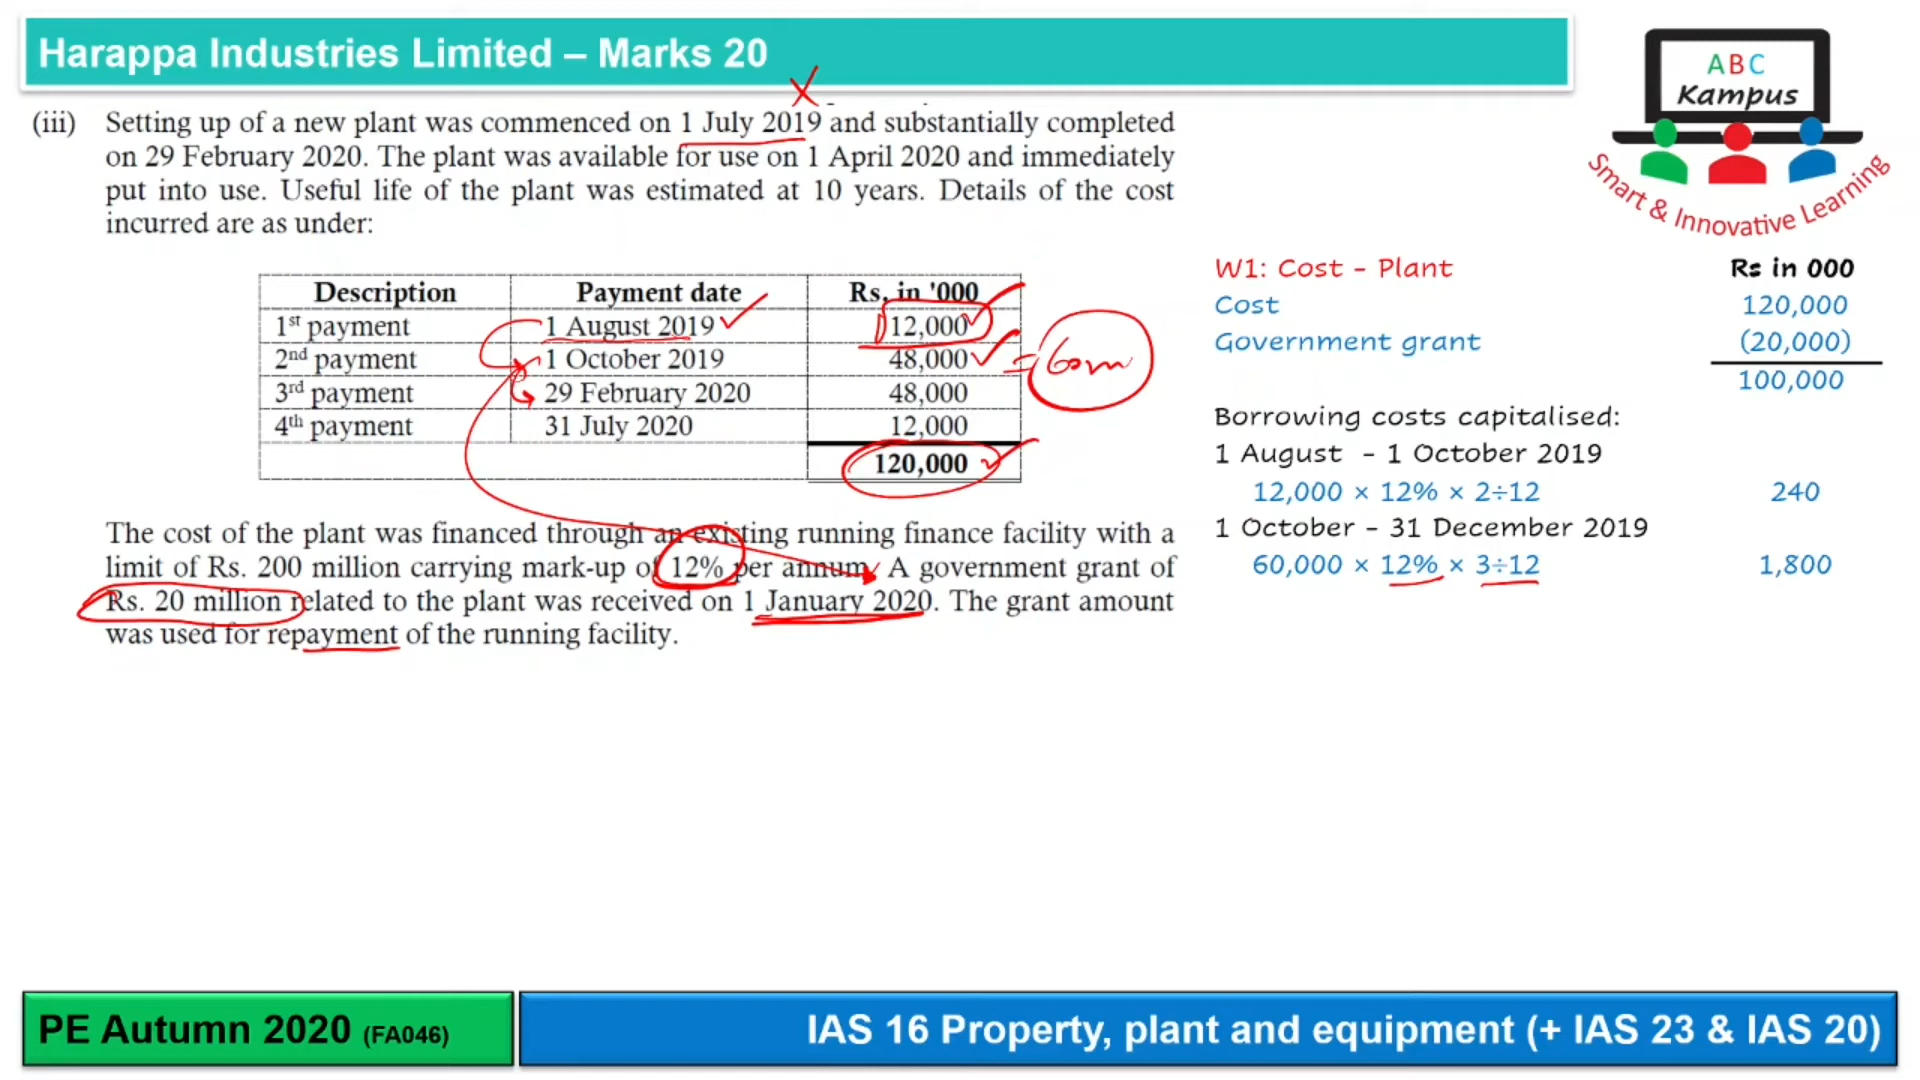 Harappa Industries Limited – Marks 20
ABC
Kampus
Smart & Innovative Learning
(iii) Setting up of a new plant was commenced on 1 July 2019 and substantially completed
on 29 February 2020. The plant was available for use on 1 April 2020 and immediately
put into use. Useful life of the plant was estimated at 10 years. Details of the cost
incurred are as under:
Description Payment date Rs. in '000
1st payment 1 August 2019 12,000
2nd payment 1 October 2019 48,000
= 60m
3rd payment 29 February 2020 48,000
4th payment 31 July 2020 12,000
120,000
The cost of the plant was financed through an existing running finance facility with a
limit of Rs. 200 million carrying mark-up of 12% per annum. A government grant of
Rs. 20 million related to the plant was received on 1 January 2020. The grant amount
was used for repayment of the running facility.
W1: Cost - Plant Rs in 000
Cost 120,000
Government grant (20,000)
100,000
Borrowing costs capitalised:
1 August - 1 October 2019
12,000 × 12% × 2÷12 240
1 October - 31 December 2019
60,000 × 12% × 3÷12 1,800
PE Autumn 2020 (FA046)
IAS 16 Property, plant and equipment (+ IAS 23 & IAS 20)